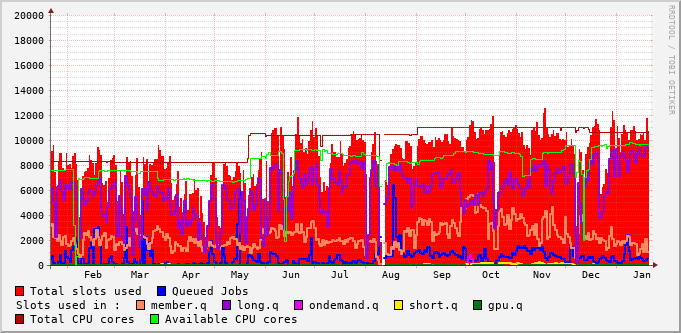 20000
18000
16000
14000
12000
10000
8000
6000
4000
2000
0
Feb Mar Apr May Jun Jul Aug Sep Oct Nov Dec Jan
RRDTOOL / TOBI OETIKER
Total slots used Queued Jobs
Slots used in : member.q long.q ondemand.q short.q gpu.q
Total CPU cores Available CPU cores